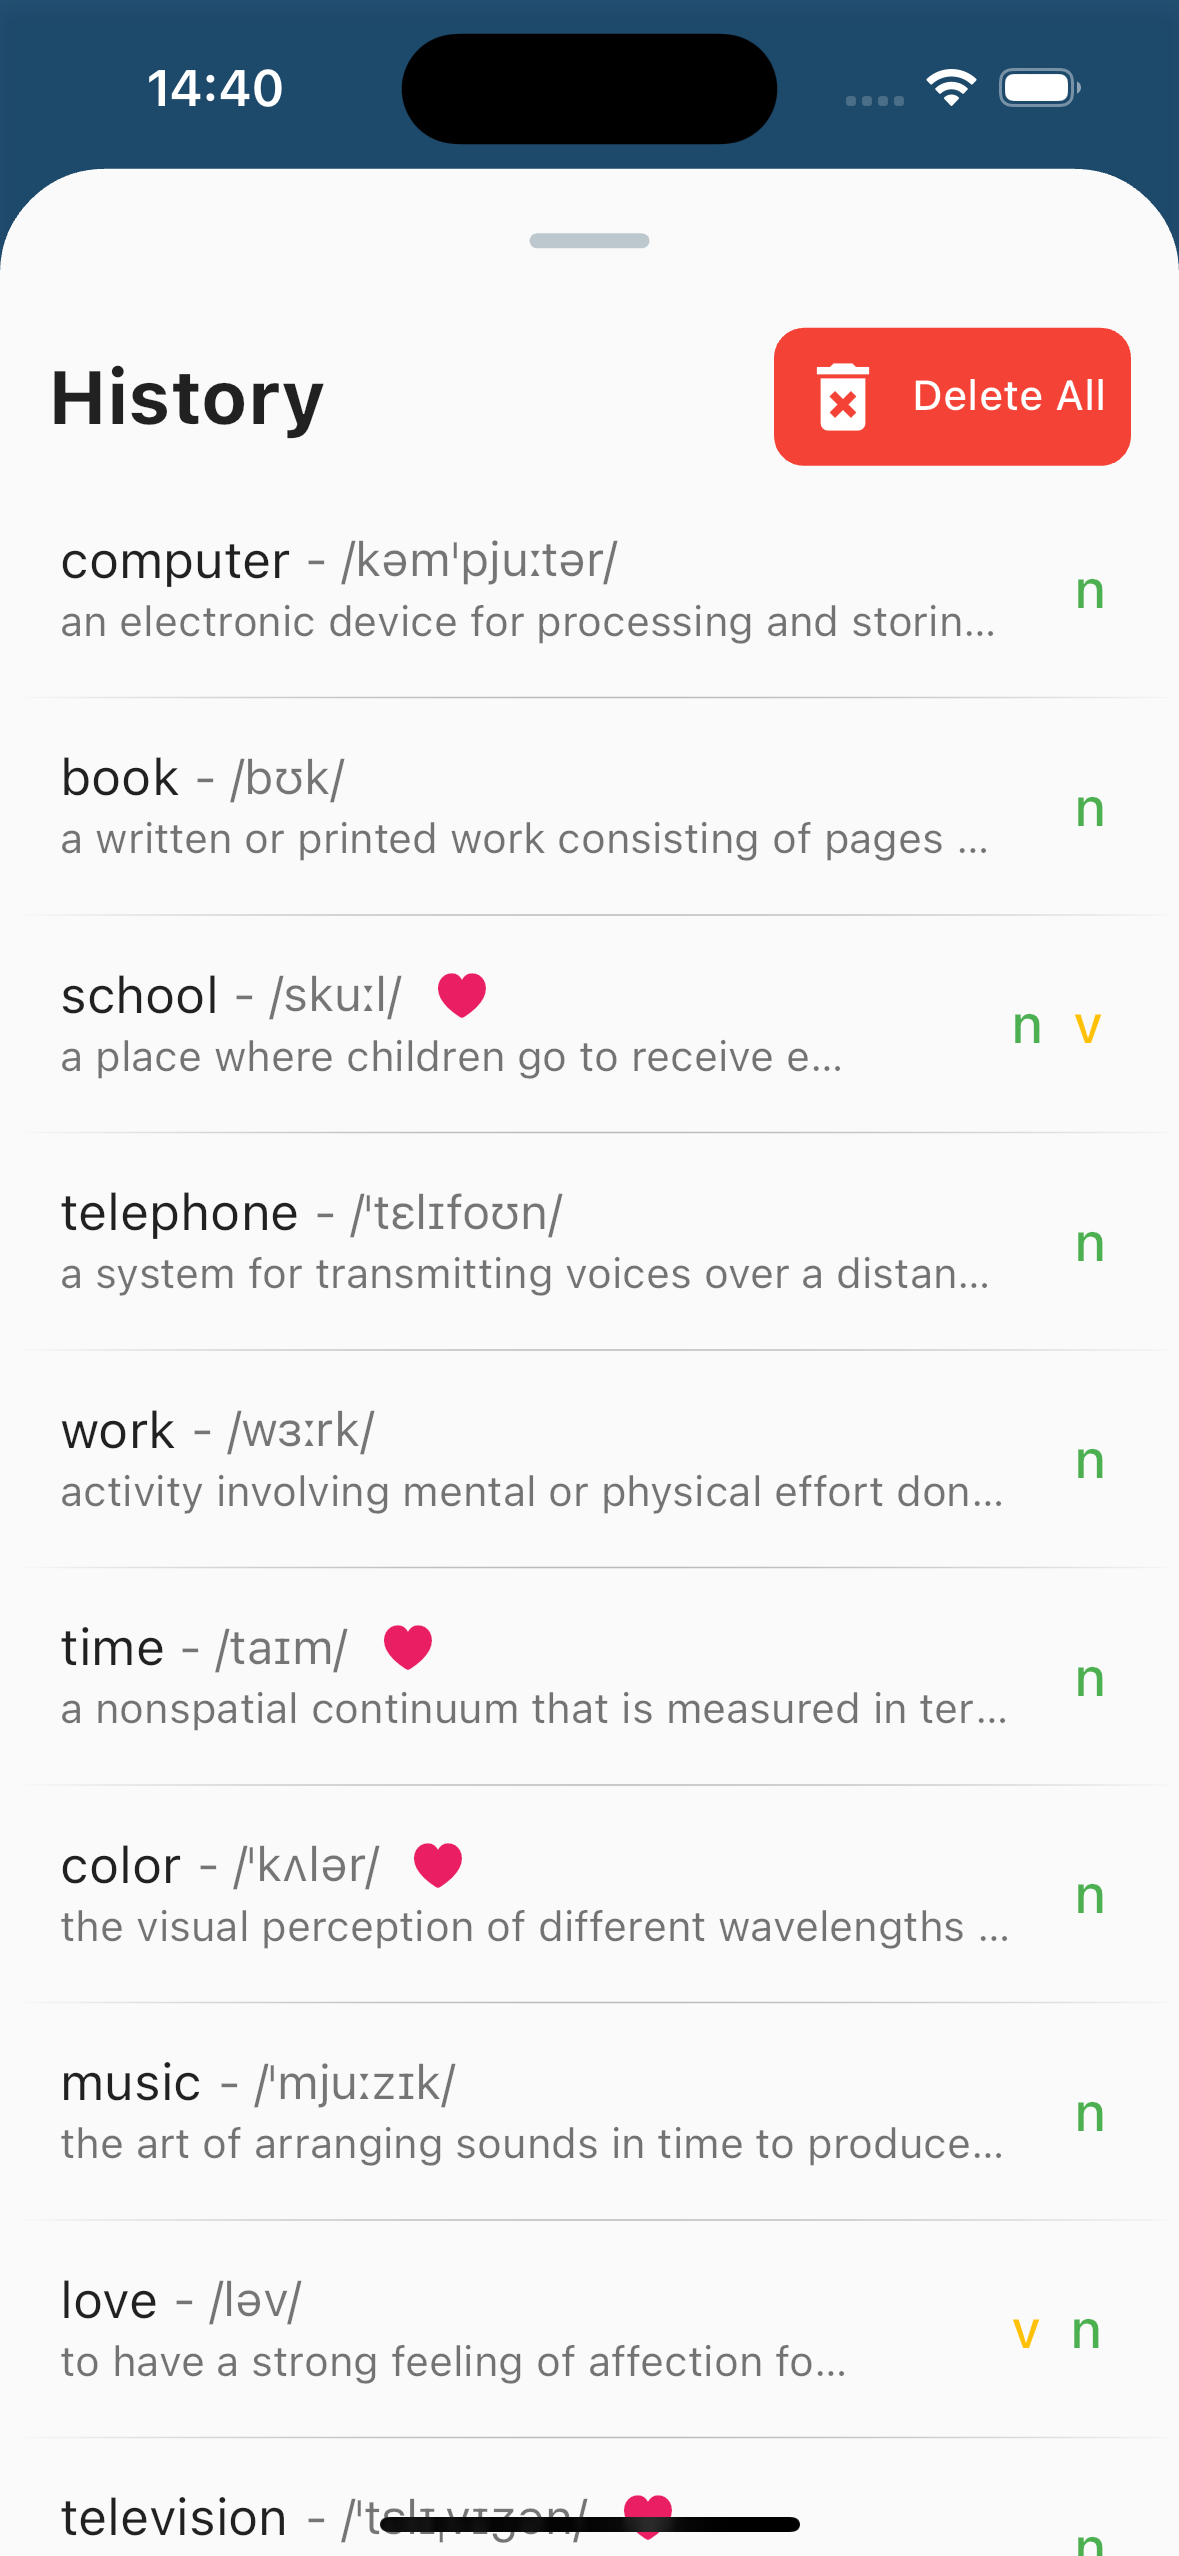 14:40
History
Delete All
computer - /kəmˈpjuːtər/
an electronic device for processing and storin...
n
book - /bʊk/
a written or printed work consisting of pages ...
n
school - /skuːl/
a place where children go to receive e...
n v
telephone - /ˈtɛlɪfoʊn/
a system for transmitting voices over a distan...
n
work - /wɜːrk/
activity involving mental or physical effort don...
n
time - /taɪm/
a nonspatial continuum that is measured in ter...
n
color - /ˈkʌlər/
the visual perception of different wavelengths ...
n
music - /ˈmjuːzɪk/
the art of arranging sounds in time to produce...
n
love - /ləv/
to have a strong feeling of affection fo...
v n
television -
n